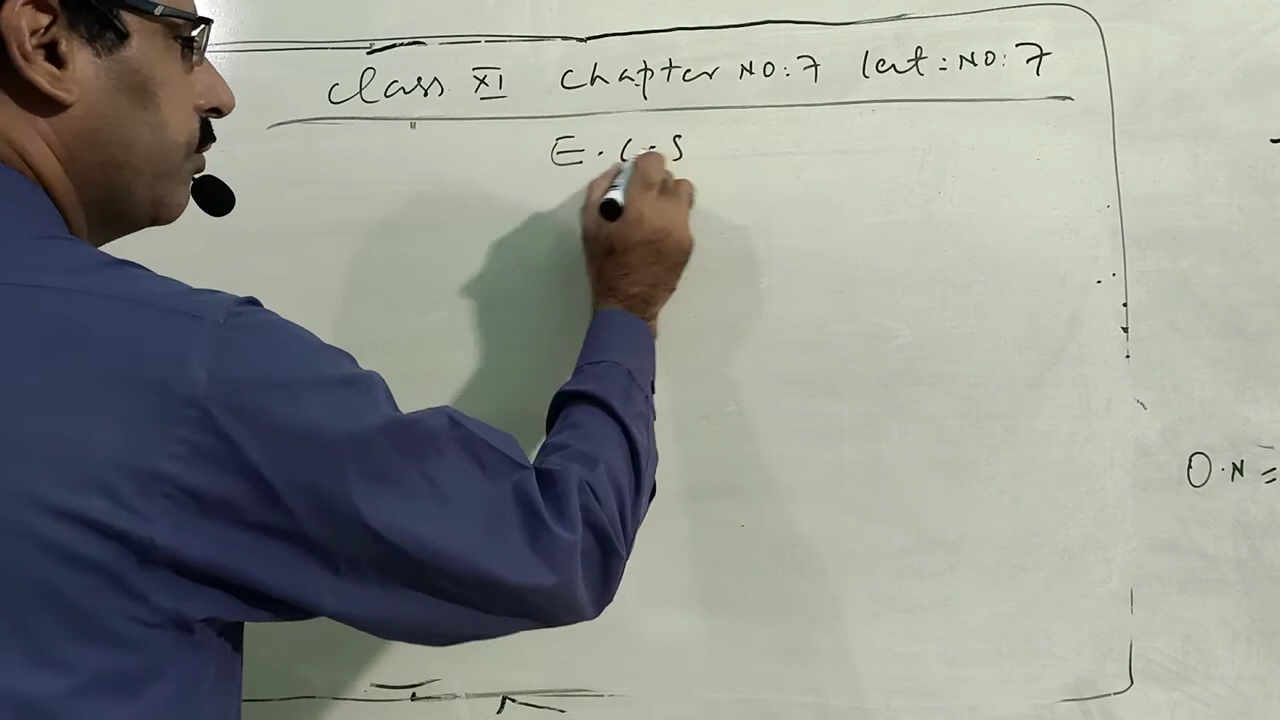 Class XI Chapter NO:7 lect:NO:7
E.C.S
O.N =